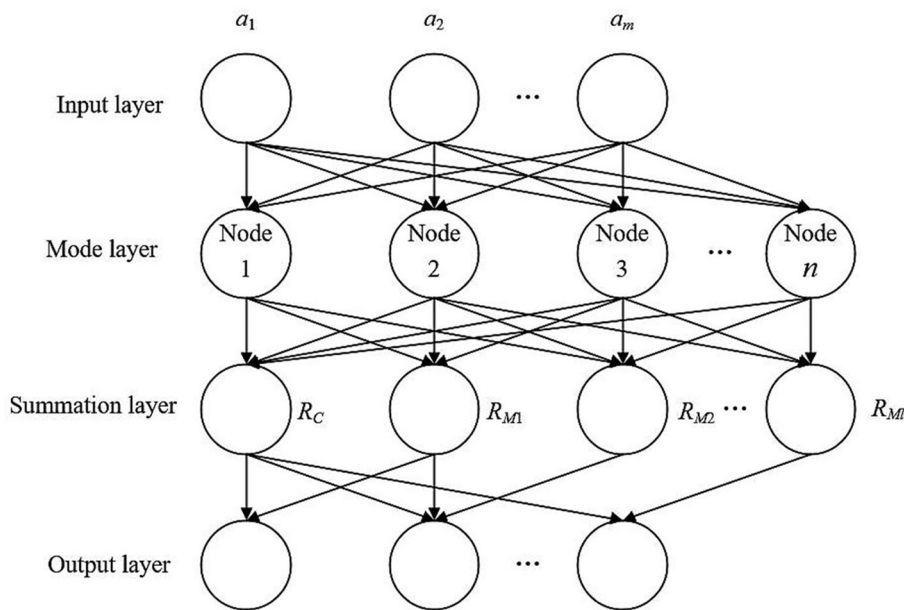 a1 a2 am
Input layer ...
Mode layer Node 1 Node 2 Node 3 ... Node n
Summation layer RC RM1 RM2 ... RMl
Output layer ...